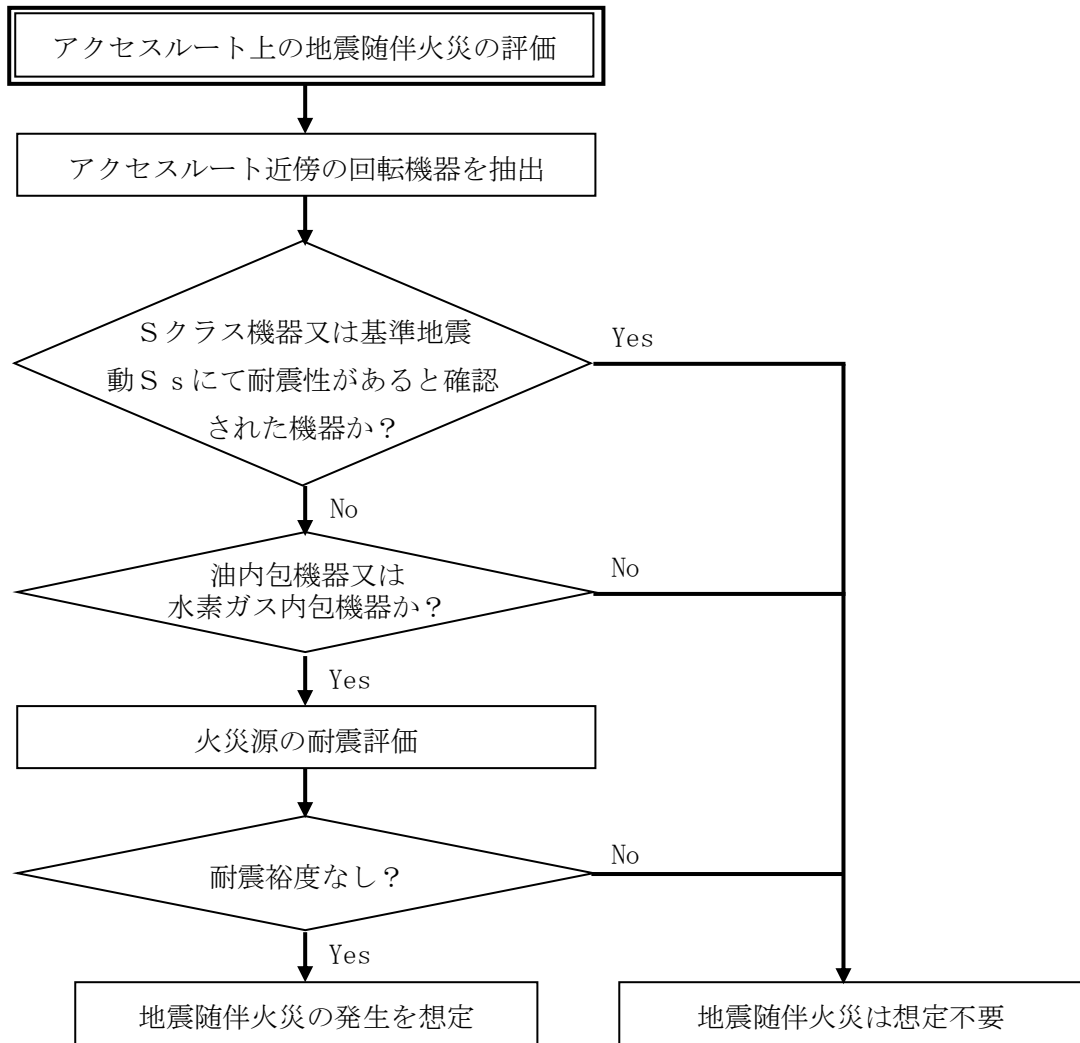 アクセスルート上の地震随伴火災の評価
アクセスルート近傍の回転機器を抽出
Ｓクラス機器又は基準地震
動Ｓｓにて耐震性があると確認
された機器か？
Yes
No
油内包機器又は
水素ガス内包機器か？
No
Yes
火災源の耐震評価
耐震裕度なし？
No
Yes
地震随伴火災の発生を想定
地震随伴火災は想定不要